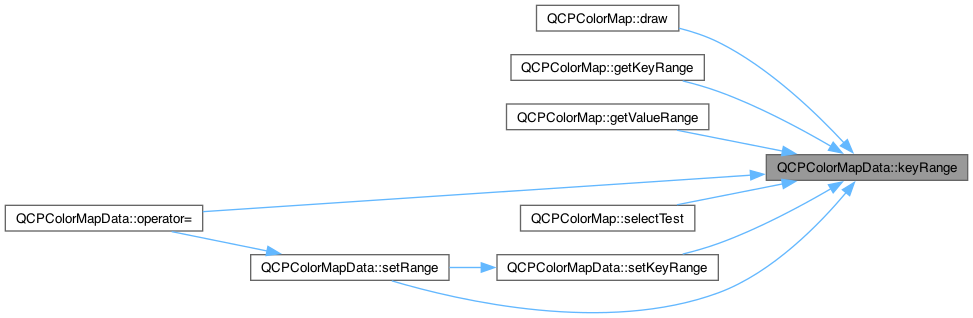 QCPColorMap::draw
QCPColorMap::getKeyRange
QCPColorMap::getValueRange
QCPColorMapData::keyRange
QCPColorMapData::operator=
QCPColorMap::selectTest
QCPColorMapData::setRange
QCPColorMapData::setKeyRange